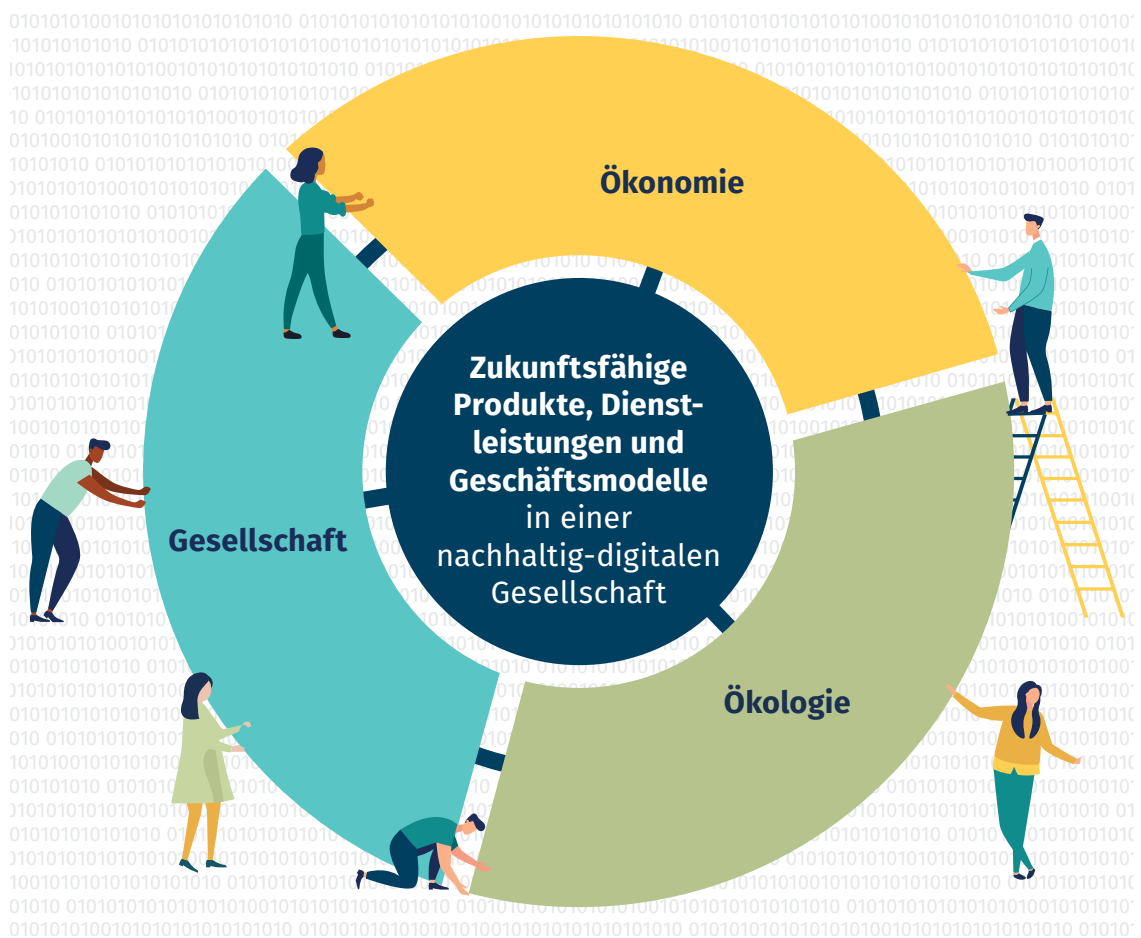 Ökonomie
Zukunftsfähige
Produkte, Dienst-
leistungen und
Geschäftsmodelle
in einer
nachhaltig-digitalen
Gesellschaft
Gesellschaft
Ökologie